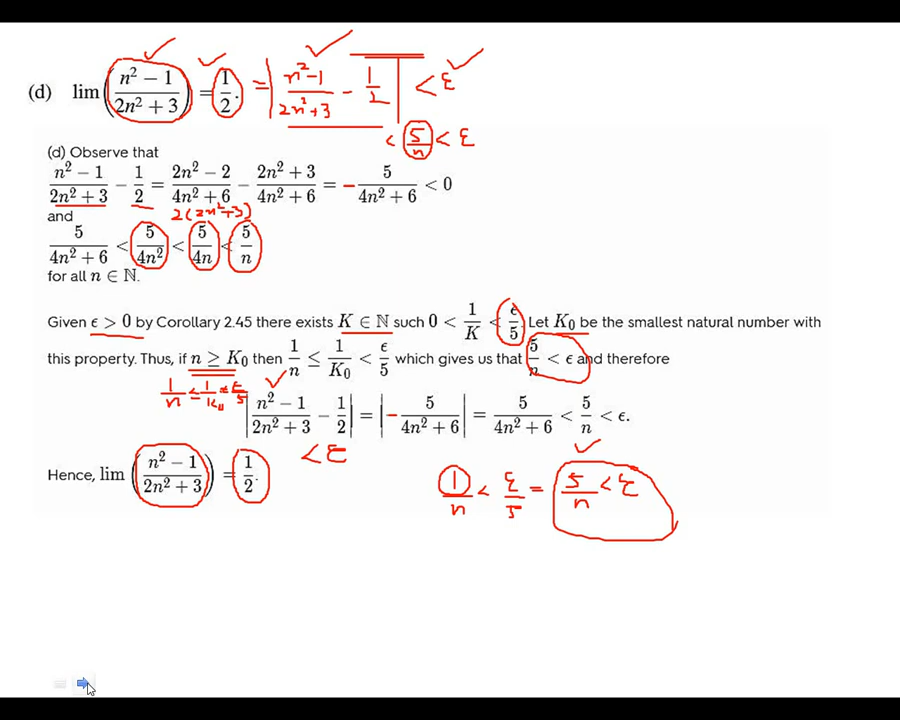 (d) lim((n² − 1)/(2n² + 3)) = 1/2. = |(n²-1)/(2n²+3) - 1/2| < ε
< 5/n < ε
(d) Observe that
(n² − 1)/(2n² + 3) − 1/2 = (2n² − 2)/(4n² + 6) − (2n² + 3)/(4n² + 6) = − 5/(4n² + 6) < 0
2(2n²+3)
and
5/(4n² + 6) < 5/(4n²) < 5/(4n) < 5/n
for all n ∈ ℕ.
Given ϵ > 0 by Corollary 2.45 there exists K ∈ ℕ such 0 < 1/K < ϵ/5. Let K₀ be the smallest natural number with
this property. Thus, if n ≥ K₀ then 1/n ≤ 1/K₀ < ϵ/5 which gives us that 5/n < ϵ and therefore
|(n² − 1)/(2n² + 3) − 1/2| = |− 5/(4n² + 6)| = 5/(4n² + 6) < 5/n < ϵ.
< ε
Hence, lim((n² − 1)/(2n² + 3)) = 1/2.
1/n < ε/5 = 5/n < ε